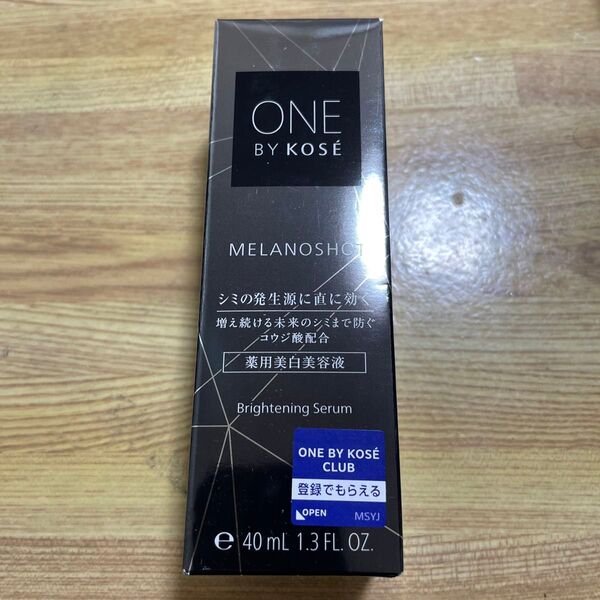 ONE
BY KOSÉ
MELANOSHOT
シミの発生源に直に効く
増え続ける未来のシミまで防ぐ
コウジ酸配合
薬用美白美容液
Brightening Serum
ONE BY KOSÉ
CLUB
登録でもらえる
OPEN MSYJ
e 40 mL 1.3 FL. OZ.